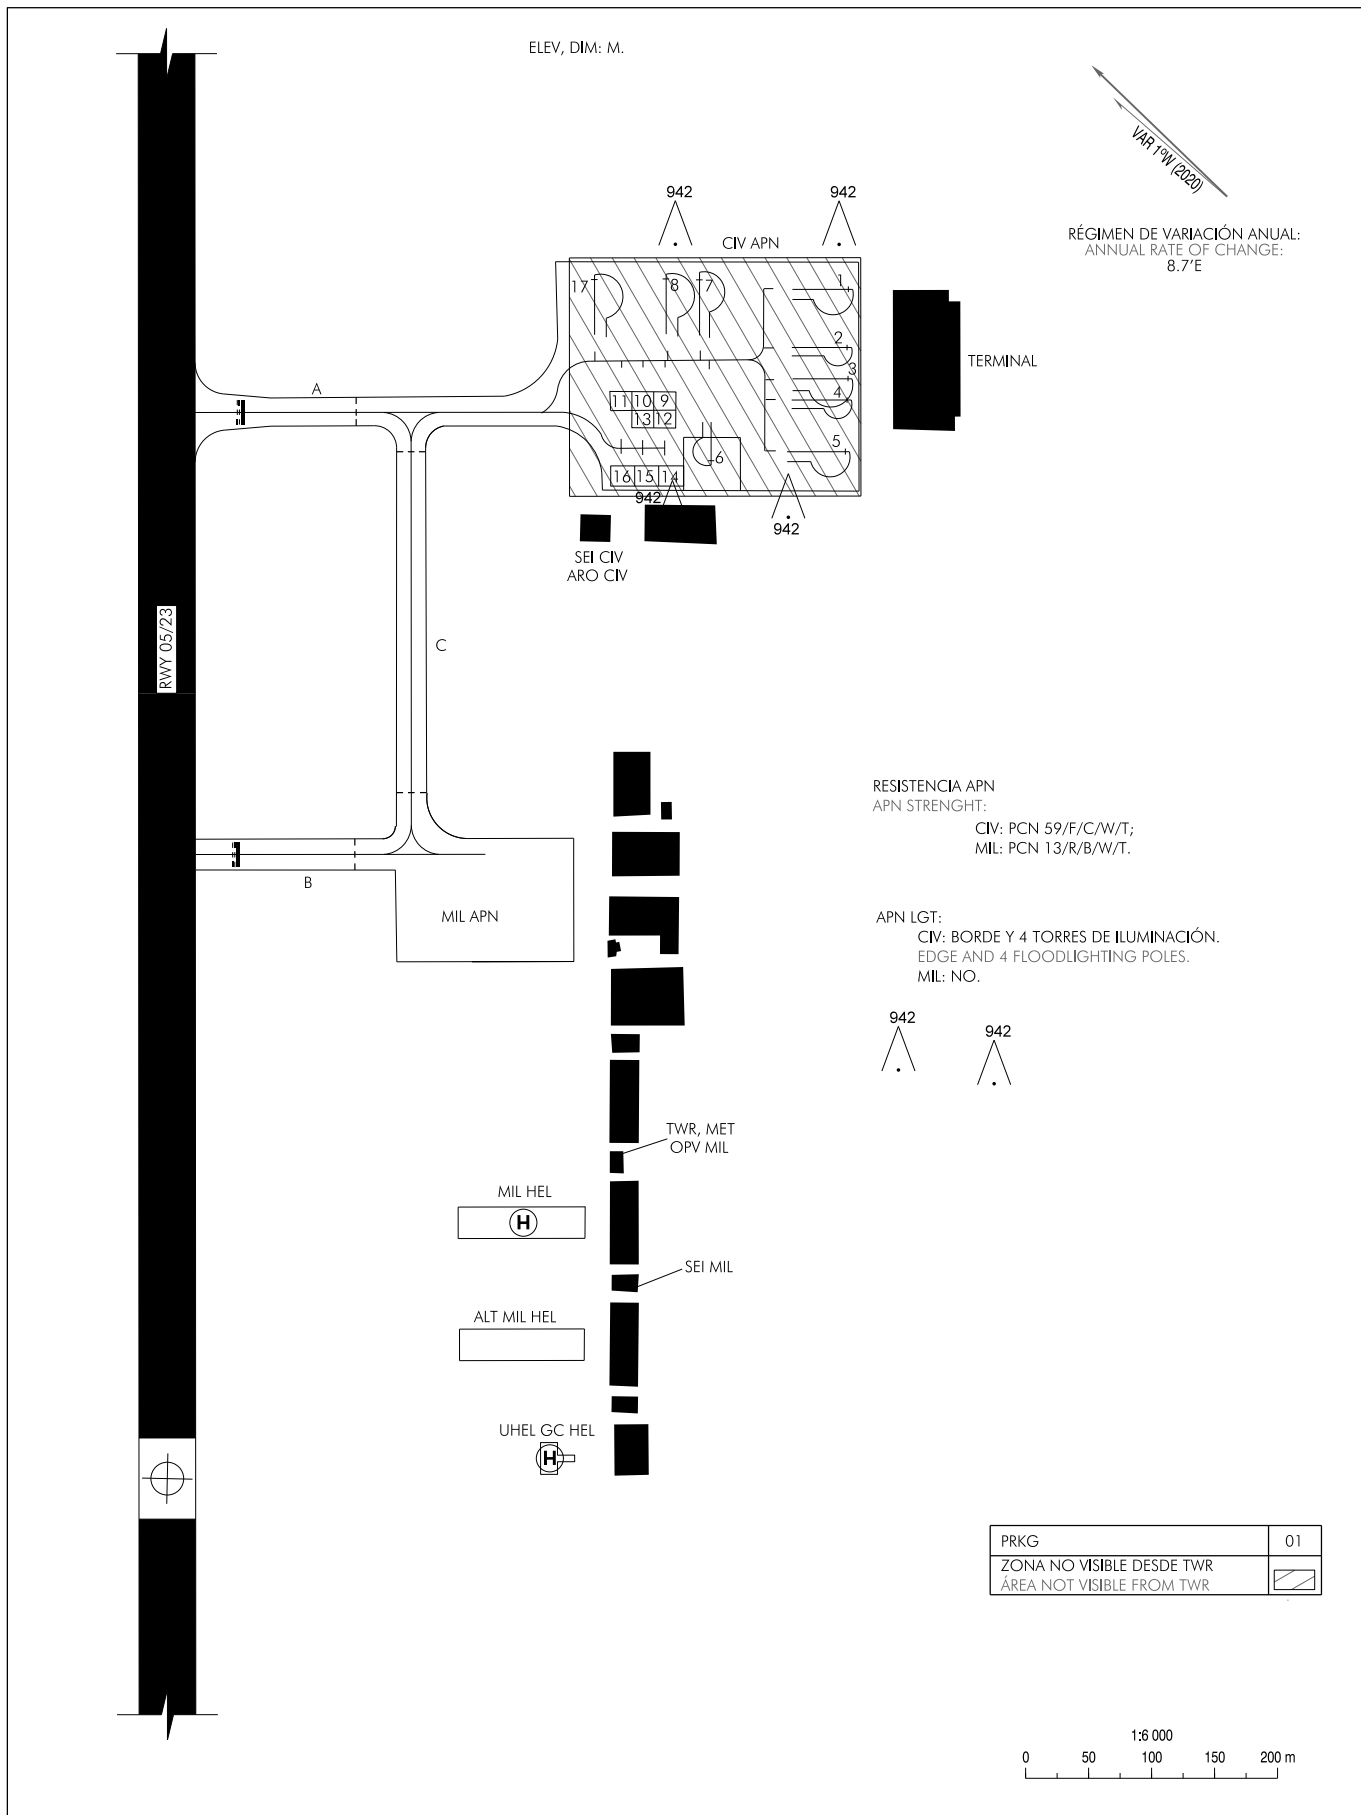 ELEV, DIM: M.
VAR 1°W (2020)
RÉGIMEN DE VARIACIÓN ANUAL:
ANNUAL RATE OF CHANGE:
8.7'E
942
942
CIV APN
17
8
7
1
2
3
4
5
TERMINAL
A
11
10
9
13
12
6
16
15
14
942
942
SEI CIV
ARO CIV
RWY 05/23
C
RESISTENCIA APN
APN STRENGHT:
CIV: PCN 59/F/C/W/T;
MIL: PCN 13/R/B/W/T.
B
MIL APN
APN LGT:
CIV: BORDE Y 4 TORRES DE ILUMINACIÓN.
EDGE AND 4 FLOODLIGHTING POLES.
MIL: NO.
942
942
TWR, MET
OPV MIL
MIL HEL
H
SEI MIL
ALT MIL HEL
UHEL GC HEL
H
PRKG 01
ZONA NO VISIBLE DESDE TWR
ÁREA NOT VISIBLE FROM TWR
1:6 000
0 50 100 150 200 m